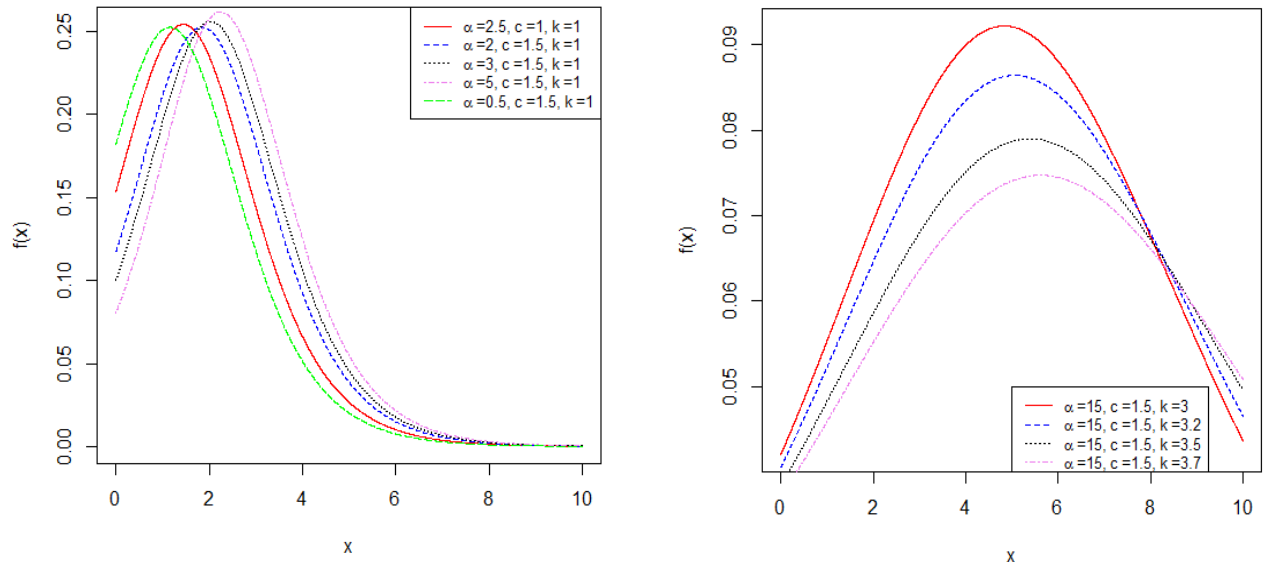 α =2.5, c =1, k =1
α =2, c =1.5, k =1
α =3, c =1.5, k =1
α =5, c =1.5, k =1
α =0.5, c =1.5, k =1
f(x)
0.25
0.20
0.15
0.10
0.05
0.00
0 2 4 6 8 10
x
f(x)
0.09
0.08
0.07
0.06
0.05
α =15, c =1.5, k =3
α =15, c =1.5, k =3.2
α =15, c =1.5, k =3.5
α =15, c =1.5, k =3.7
0 2 4 6 8 10
x